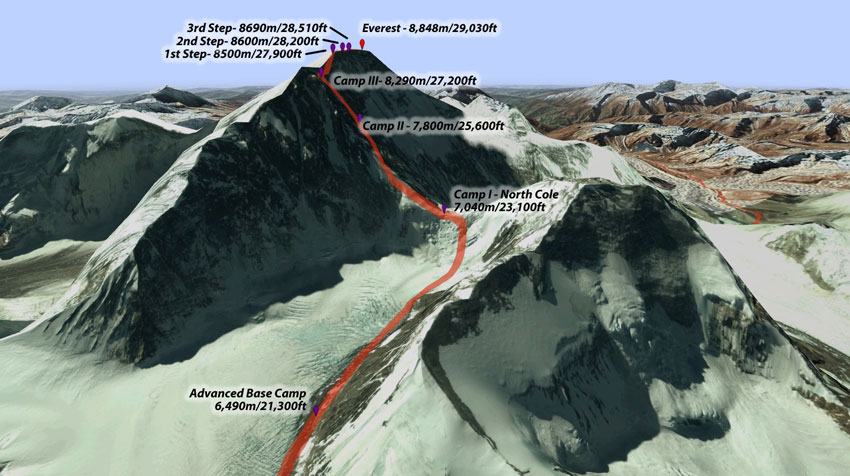 3rd Step- 8690m/28,510ft
Everest - 8,848m/29,030ft
2nd Step- 8600m/28,200ft
1st Step- 8500m/27,900ft
Camp III- 8,290m/27,200ft
Camp II - 7,800m/25,600ft
Camp I - North Cole
7,040m/23,100ft
Advanced Base Camp
6,490m/21,300ft